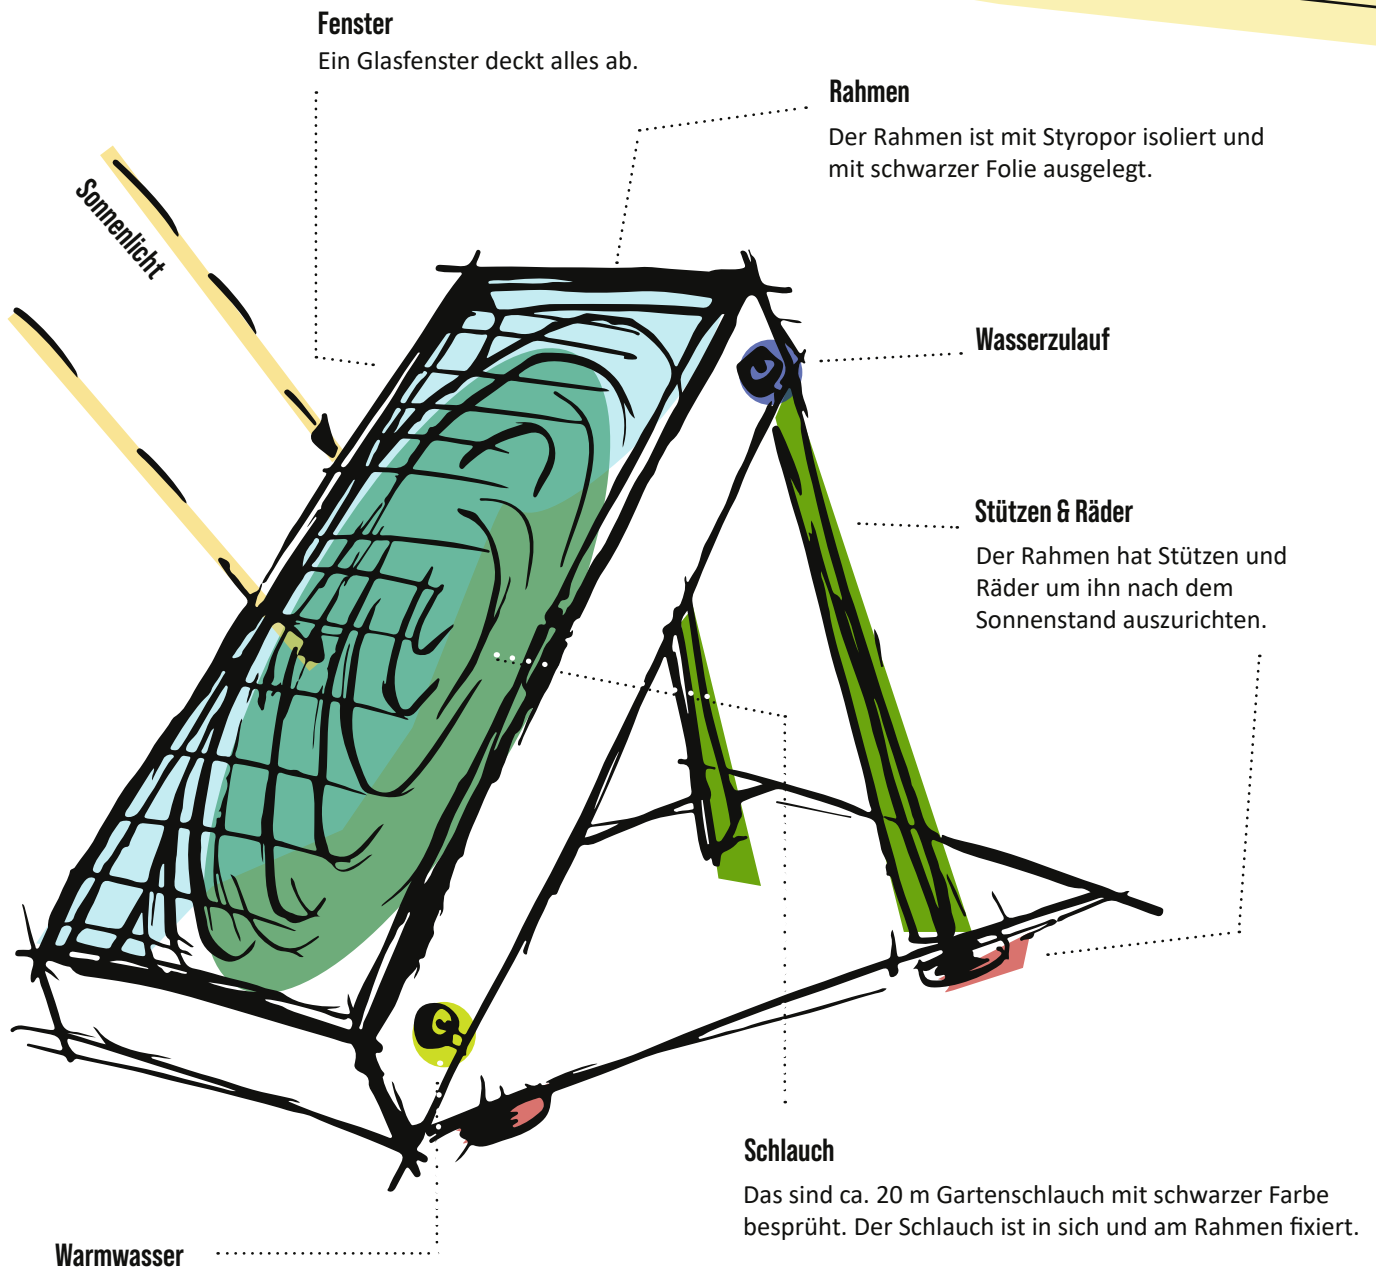 Fenster
Ein Glasfenster deckt alles ab.
Rahmen
Der Rahmen ist mit Styropor isoliert und
mit schwarzer Folie ausgelegt.
Sonnenlicht
Wasserzulauf
Stützen & Räder
Der Rahmen hat Stützen und
Räder um ihn nach dem
Sonnenstand auszurichten.
Schlauch
Das sind ca. 20 m Gartenschlauch mit schwarzer Farbe
besprüht. Der Schlauch ist in sich und am Rahmen fixiert.
Warmwasser